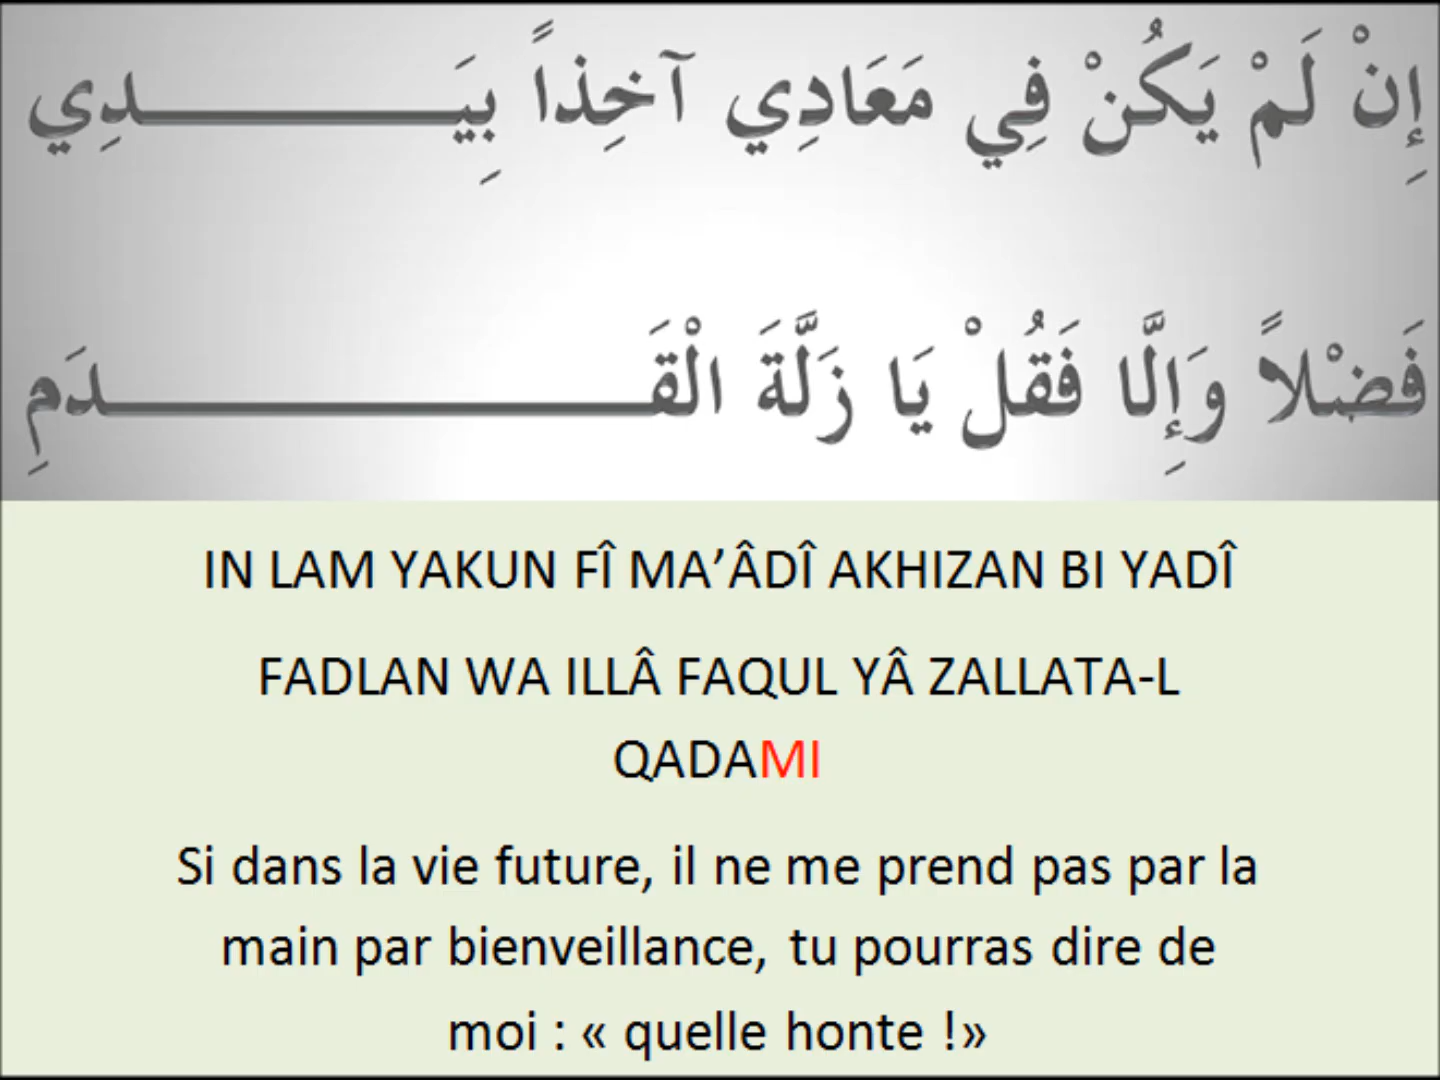 إِنْ لَمْ يَكُنْ فِي مَعَادِي آخِذاً بِيَـــــــــدِي
فَضْلاً وَإِلَّا فَقُلْ يَا زَلَّةَ الْقَـــــــــــــــدَمِ
IN LAM YAKUN FÎ MA’ÂDÎ AKHIZAN BI YADÎ
FADLAN WA ILLÂ FAQUL YÂ ZALLATA-L
QADAMI
Si dans la vie future, il ne me prend pas par la
main par bienveillance, tu pourras dire de
moi : « quelle honte !»